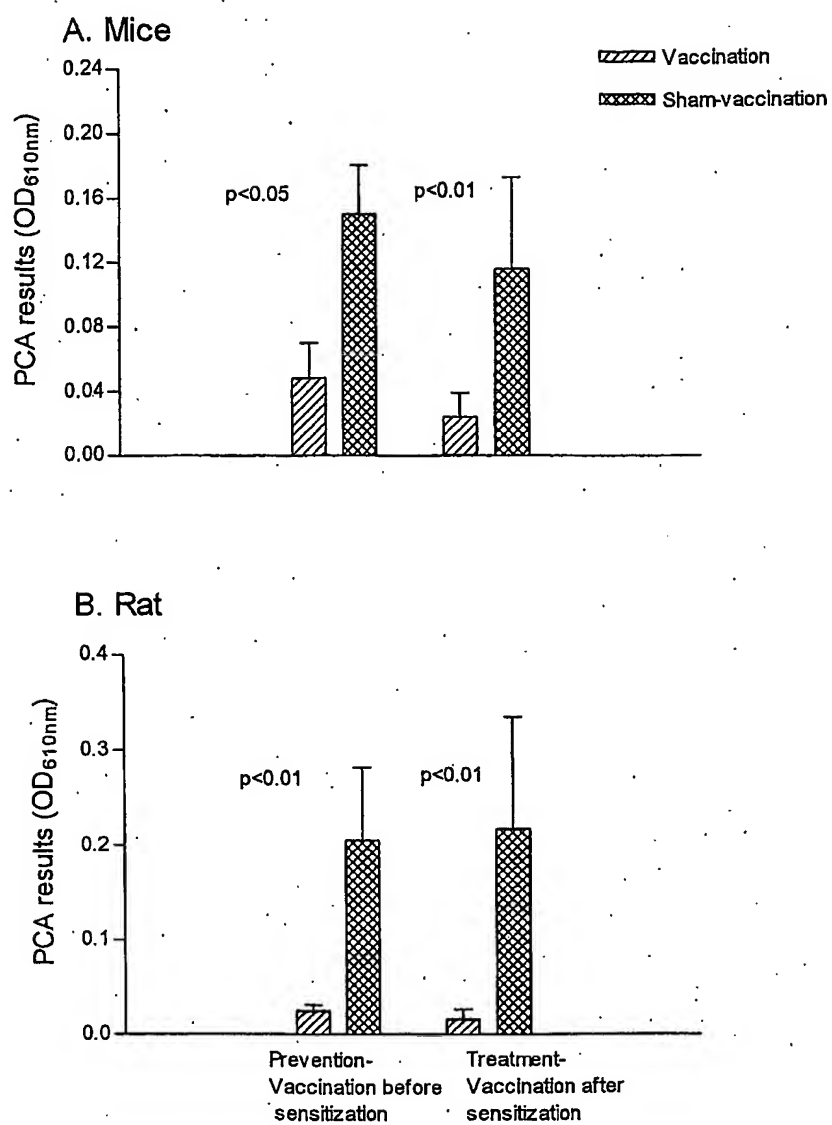 A. Mice
Vaccination
Sham-vaccination
PCA results (OD610nm)
0.24
0.20
0.16
0.12
0.08
0.04
0.00
p<0.05
p<0.01
B. Rat
PCA results (OD610nm)
0.4
0.3
0.2
0.1
0.0
p<0.01
p<0.01
Prevention-
Vaccination before
sensitization
Treatment-
Vaccination after
sensitization